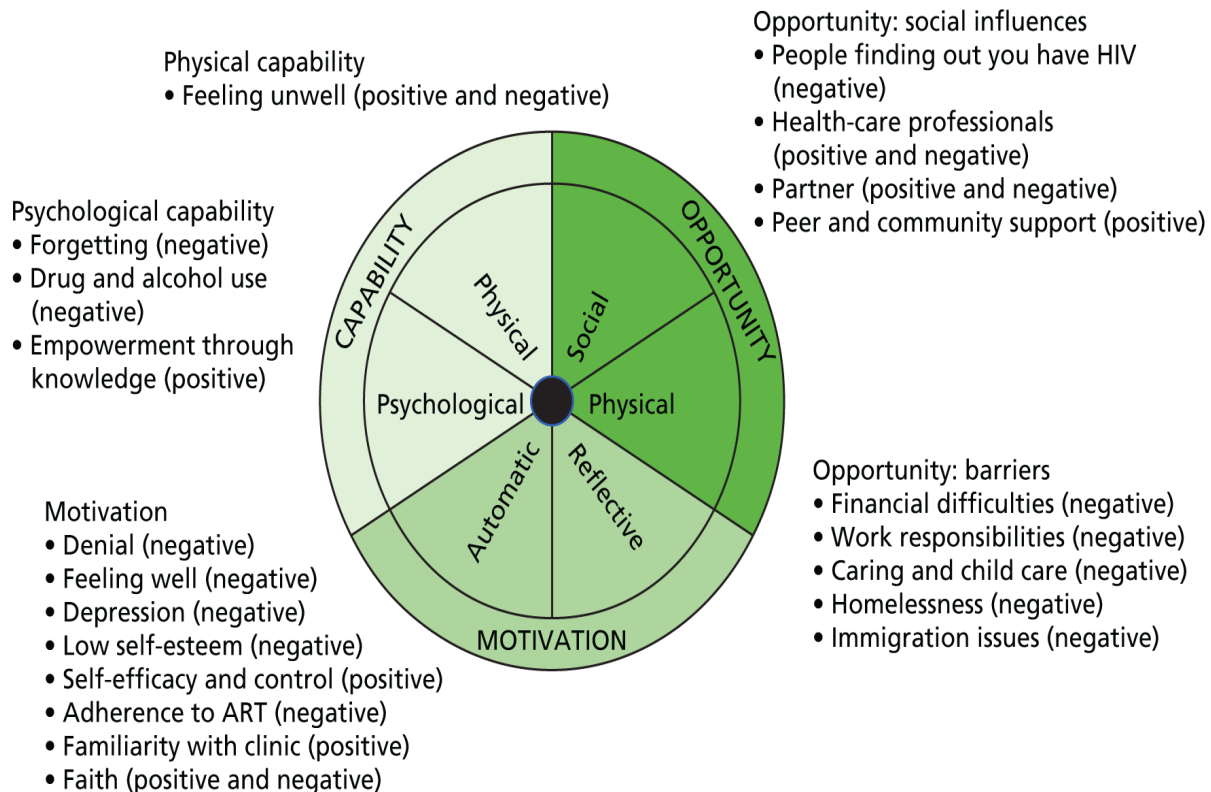 Physical capability
• Feeling unwell (positive and negative)
Opportunity: social influences
• People finding out you have HIV
(negative)
• Health-care professionals
(positive and negative)
• Partner (positive and negative)
• Peer and community support (positive)
Psychological capability
• Forgetting (negative)
• Drug and alcohol use
(negative)
• Empowerment through
knowledge (positive)
CAPABILITY
OPPORTUNITY
Physical
Social
Psychological
Physical
Automatic
Reflective
MOTIVATION
Opportunity: barriers
• Financial difficulties (negative)
• Work responsibilities (negative)
• Caring and child care (negative)
• Homelessness (negative)
• Immigration issues (negative)
Motivation
• Denial (negative)
• Feeling well (negative)
• Depression (negative)
• Low self-esteem (negative)
• Self-efficacy and control (positive)
• Adherence to ART (negative)
• Familiarity with clinic (positive)
• Faith (positive and negative)